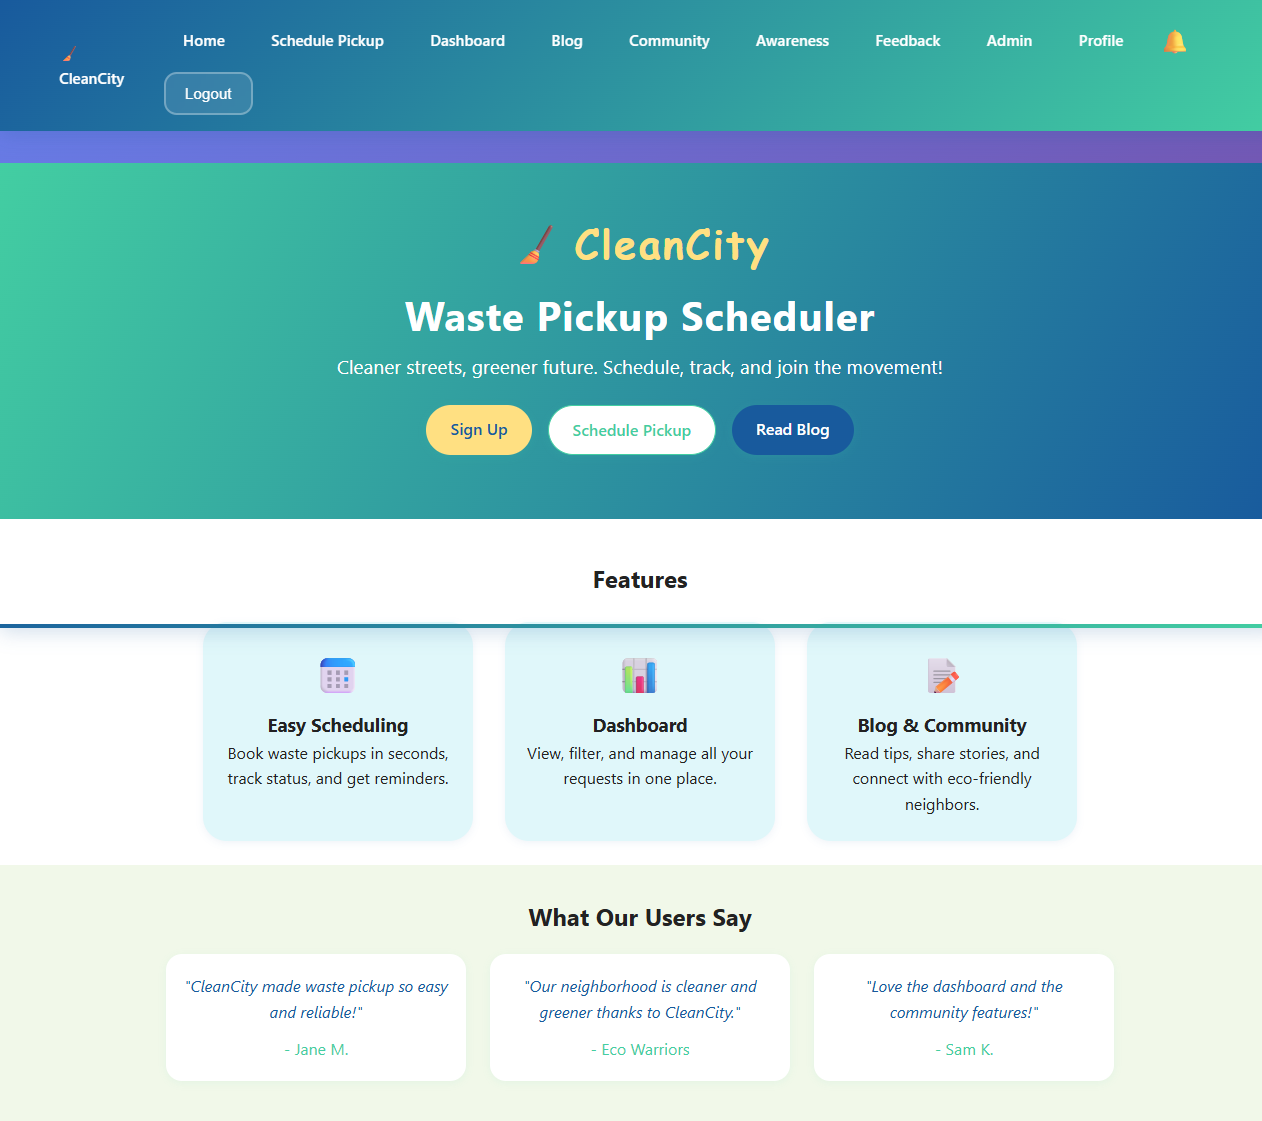 CleanCity
Home Schedule Pickup Dashboard Blog Community Awareness Feedback Admin Profile
Logout
CleanCity
Waste Pickup Scheduler
Cleaner streets, greener future. Schedule, track, and join the movement!
Sign Up Schedule Pickup Read Blog
Features
Easy Scheduling
Book waste pickups in seconds,
track status, and get reminders.
Dashboard
View, filter, and manage all your
requests in one place.
Blog & Community
Read tips, share stories, and
connect with eco-friendly
neighbors.
What Our Users Say
"CleanCity made waste pickup so easy
and reliable!"
- Jane M.
"Our neighborhood is cleaner and
greener thanks to CleanCity."
- Eco Warriors
"Love the dashboard and the
community features!"
- Sam K.